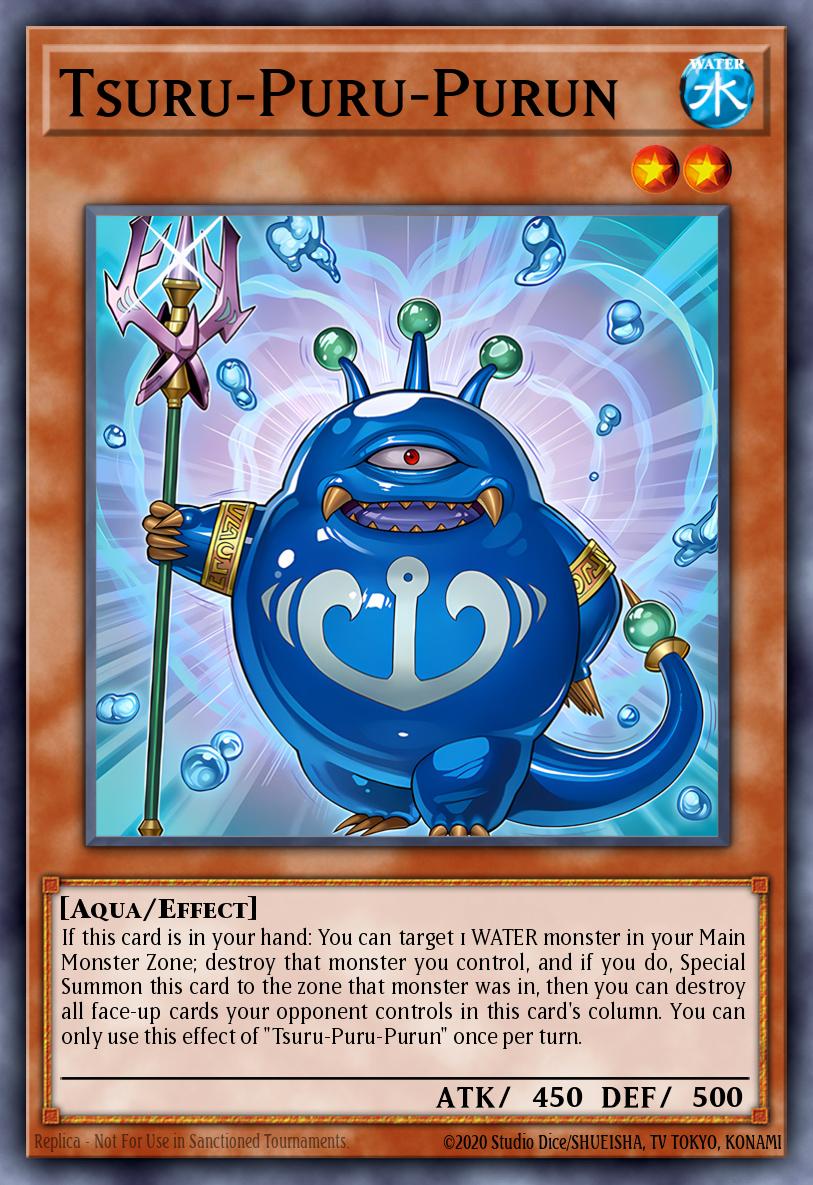 Tsuru-Puru-Purun
WATER
水
[Aqua/Effect]
If this card is in your hand: You can target 1 WATER monster in your Main
Monster Zone; destroy that monster you control, and if you do, Special
Summon this card to the zone that monster was in, then you can destroy
all face-up cards your opponent controls in this card's column. You can
only use this effect of "Tsuru-Puru-Purun" once per turn.
ATK/ 450 DEF/ 500
Replica - Not For Use in Sanctioned Tournaments. ©2020 Studio Dice/SHUEISHA, TV TOKYO, KONAMI